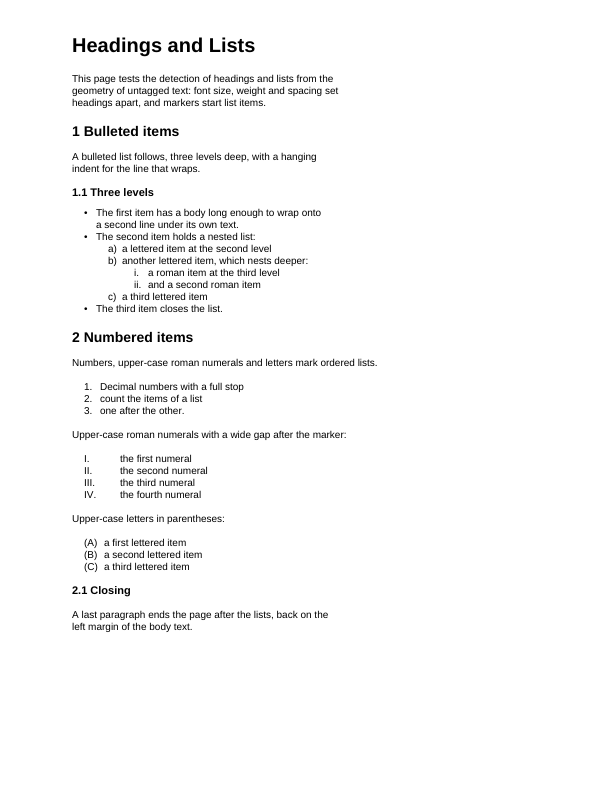 Headings and Lists
This page tests the detection of headings and lists from the
geometry of untagged text: font size, weight and spacing set
headings apart, and markers start list items.
1 Bulleted items
A bulleted list follows, three levels deep, with a hanging
indent for the line that wraps.
1.1 Three levels
• The first item has a body long enough to wrap onto
a second line under its own text.
• The second item holds a nested list:
a) a lettered item at the second level
b) another lettered item, which nests deeper:
i. a roman item at the third level
ii. and a second roman item
c) a third lettered item
• The third item closes the list.
2 Numbered items
Numbers, upper-case roman numerals and letters mark ordered lists.
1. Decimal numbers with a full stop
2. count the items of a list
3. one after the other.
Upper-case roman numerals with a wide gap after the marker:
I. the first numeral
II. the second numeral
III. the third numeral
IV. the fourth numeral
Upper-case letters in parentheses:
(A) a first lettered item
(B) a second lettered item
(C) a third lettered item
2.1 Closing
A last paragraph ends the page after the lists, back on the
left margin of the body text.